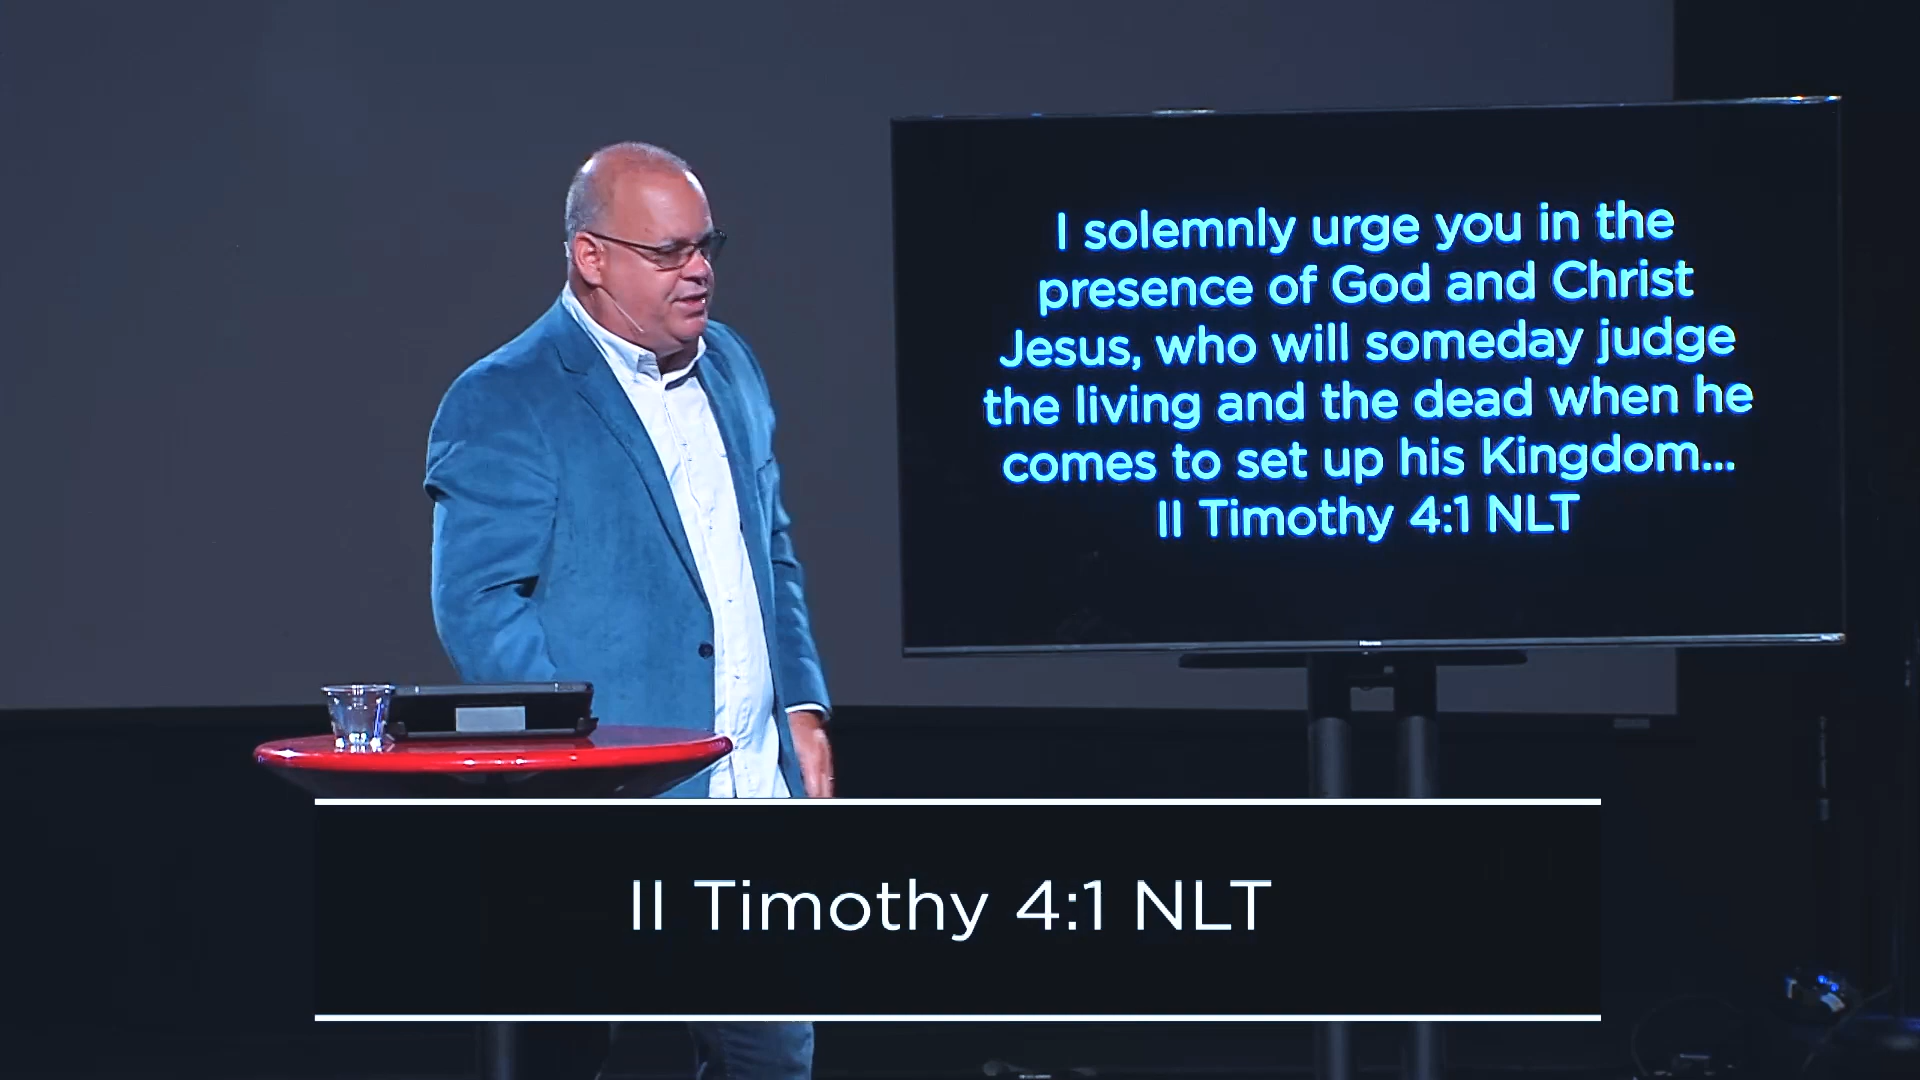 I solemnly urge you in the
presence of God and Christ
Jesus, who will someday judge
the living and the dead when he
comes to set up his Kingdom...
II Timothy 4:1 NLT
Hisense
II Timothy 4:1 NLT